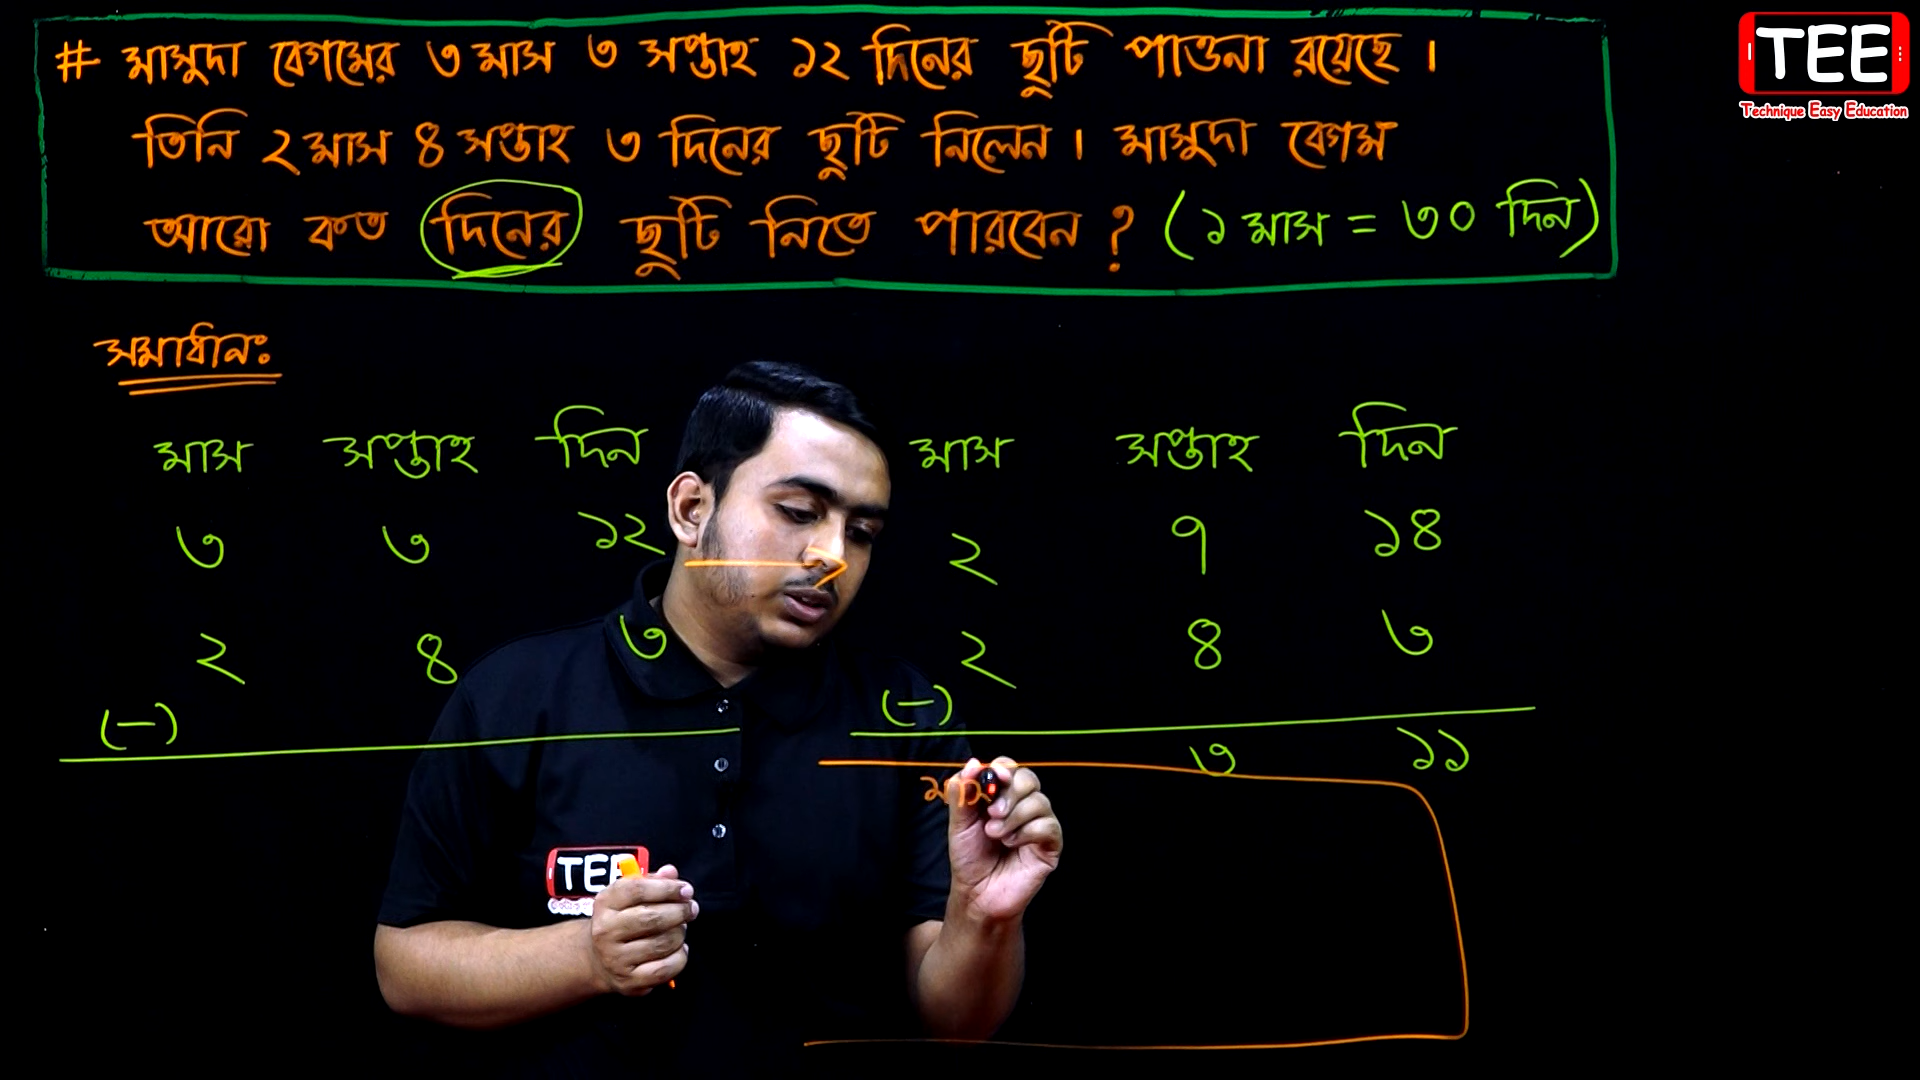 # মাসুদা বেগমের ৩ মাস ৩ সপ্তাহ ১২ দিনের ছুটি পাওনা রয়েছে।
তিনি ২ মাস ৪ সপ্তাহ ৩ দিনের ছুটি নিলেন। মাসুদা বেগম
আরো কত দিনের ছুটি নিতে পারবেন? (১ মাস = ৩০ দিন)
TEE
Technique Easy Education
সমাধানঃ
মাস সপ্তাহ দিন
৩ ৩ ১২
২ ৪ ৩
(-)
মাস সপ্তাহ দিন
২ ৭ ১৪
২ ৪ ৩
(-)
৩ ১১
মাস
TEE